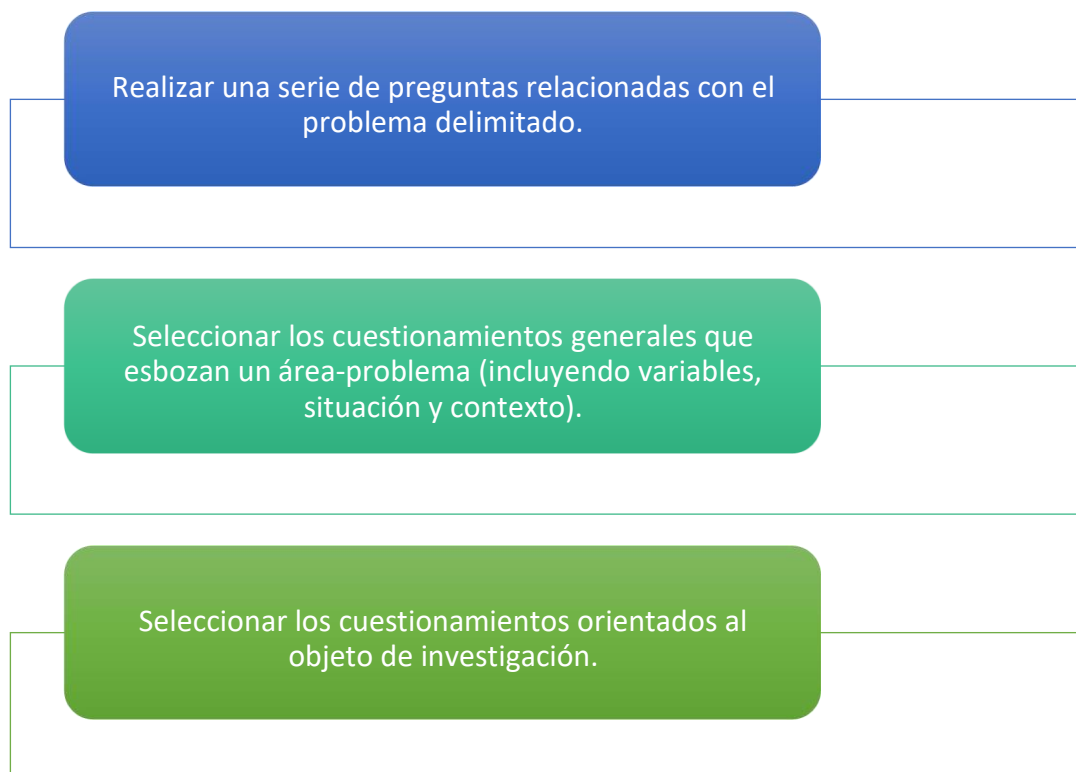 Realizar una serie de preguntas relacionadas con el
problema delimitado.
Seleccionar los cuestionamientos generales que
esbozan un área-problema (incluyendo variables,
situación y contexto).
Seleccionar los cuestionamientos orientados al
objeto de investigación.